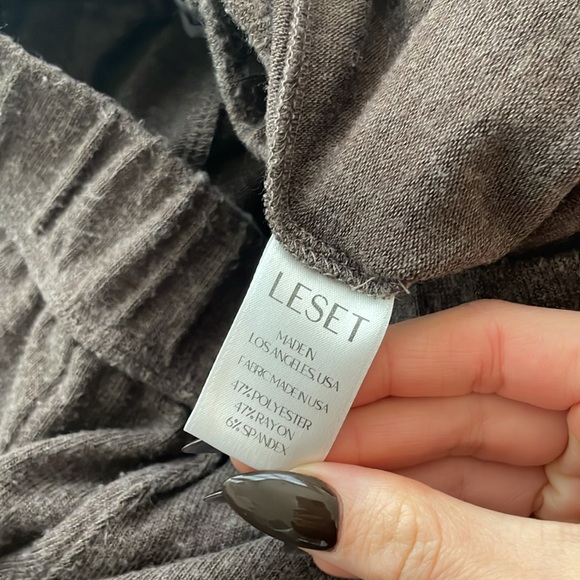 LESET
MADE IN
LOS ANGELES, USA
FABRIC MADE IN USA
47% POLYESTER
47% RAYON
6% SPANDEX